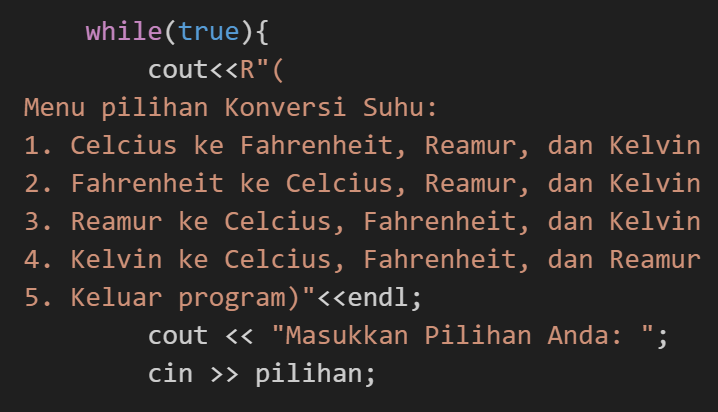 while(true){
cout<<R"(
Menu pilihan Konversi Suhu:
1. Celcius ke Fahrenheit, Reamur, dan Kelvin
2. Fahrenheit ke Celcius, Reamur, dan Kelvin
3. Reamur ke Celcius, Fahrenheit, dan Kelvin
4. Kelvin ke Celcius, Fahrenheit, dan Reamur
5. Keluar program)"<<endl;
cout << "Masukkan Pilihan Anda: ";
cin >> pilihan;